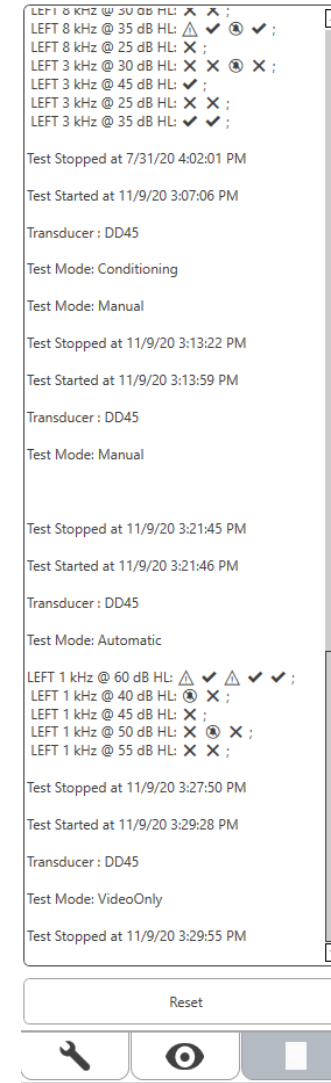 LEFT 8 kHz @ 30 dB HL: ✕ ✕ ;
LEFT 8 kHz @ 35 dB HL: ⚠ ✔ 🔕 ✔ ;
LEFT 8 kHz @ 25 dB HL: ✕ ;
LEFT 3 kHz @ 30 dB HL: ✕ ✕ 🔕 ✕ ;
LEFT 3 kHz @ 45 dB HL: ✔ ;
LEFT 3 kHz @ 25 dB HL: ✕ ✕ ;
LEFT 3 kHz @ 35 dB HL: ✔ ✔ ;
Test Stopped at 7/31/20 4:02:01 PM
Test Started at 11/9/20 3:07:06 PM
Transducer : DD45
Test Mode: Conditioning
Test Mode: Manual
Test Stopped at 11/9/20 3:13:22 PM
Test Started at 11/9/20 3:13:59 PM
Transducer : DD45
Test Mode: Manual
Test Stopped at 11/9/20 3:21:45 PM
Test Started at 11/9/20 3:21:46 PM
Transducer : DD45
Test Mode: Automatic
LEFT 1 kHz @ 60 dB HL: ⚠ ✔ ⚠ ✔ ✔ ;
LEFT 1 kHz @ 40 dB HL: 🔕 ✕ ;
LEFT 1 kHz @ 45 dB HL: ✕ ;
LEFT 1 kHz @ 50 dB HL: ✕ 🔕 ✕ ;
LEFT 1 kHz @ 55 dB HL: ✕ ✕ ;
Test Stopped at 11/9/20 3:27:50 PM
Test Started at 11/9/20 3:29:28 PM
Transducer : DD45
Test Mode: VideoOnly
Test Stopped at 11/9/20 3:29:55 PM
Reset